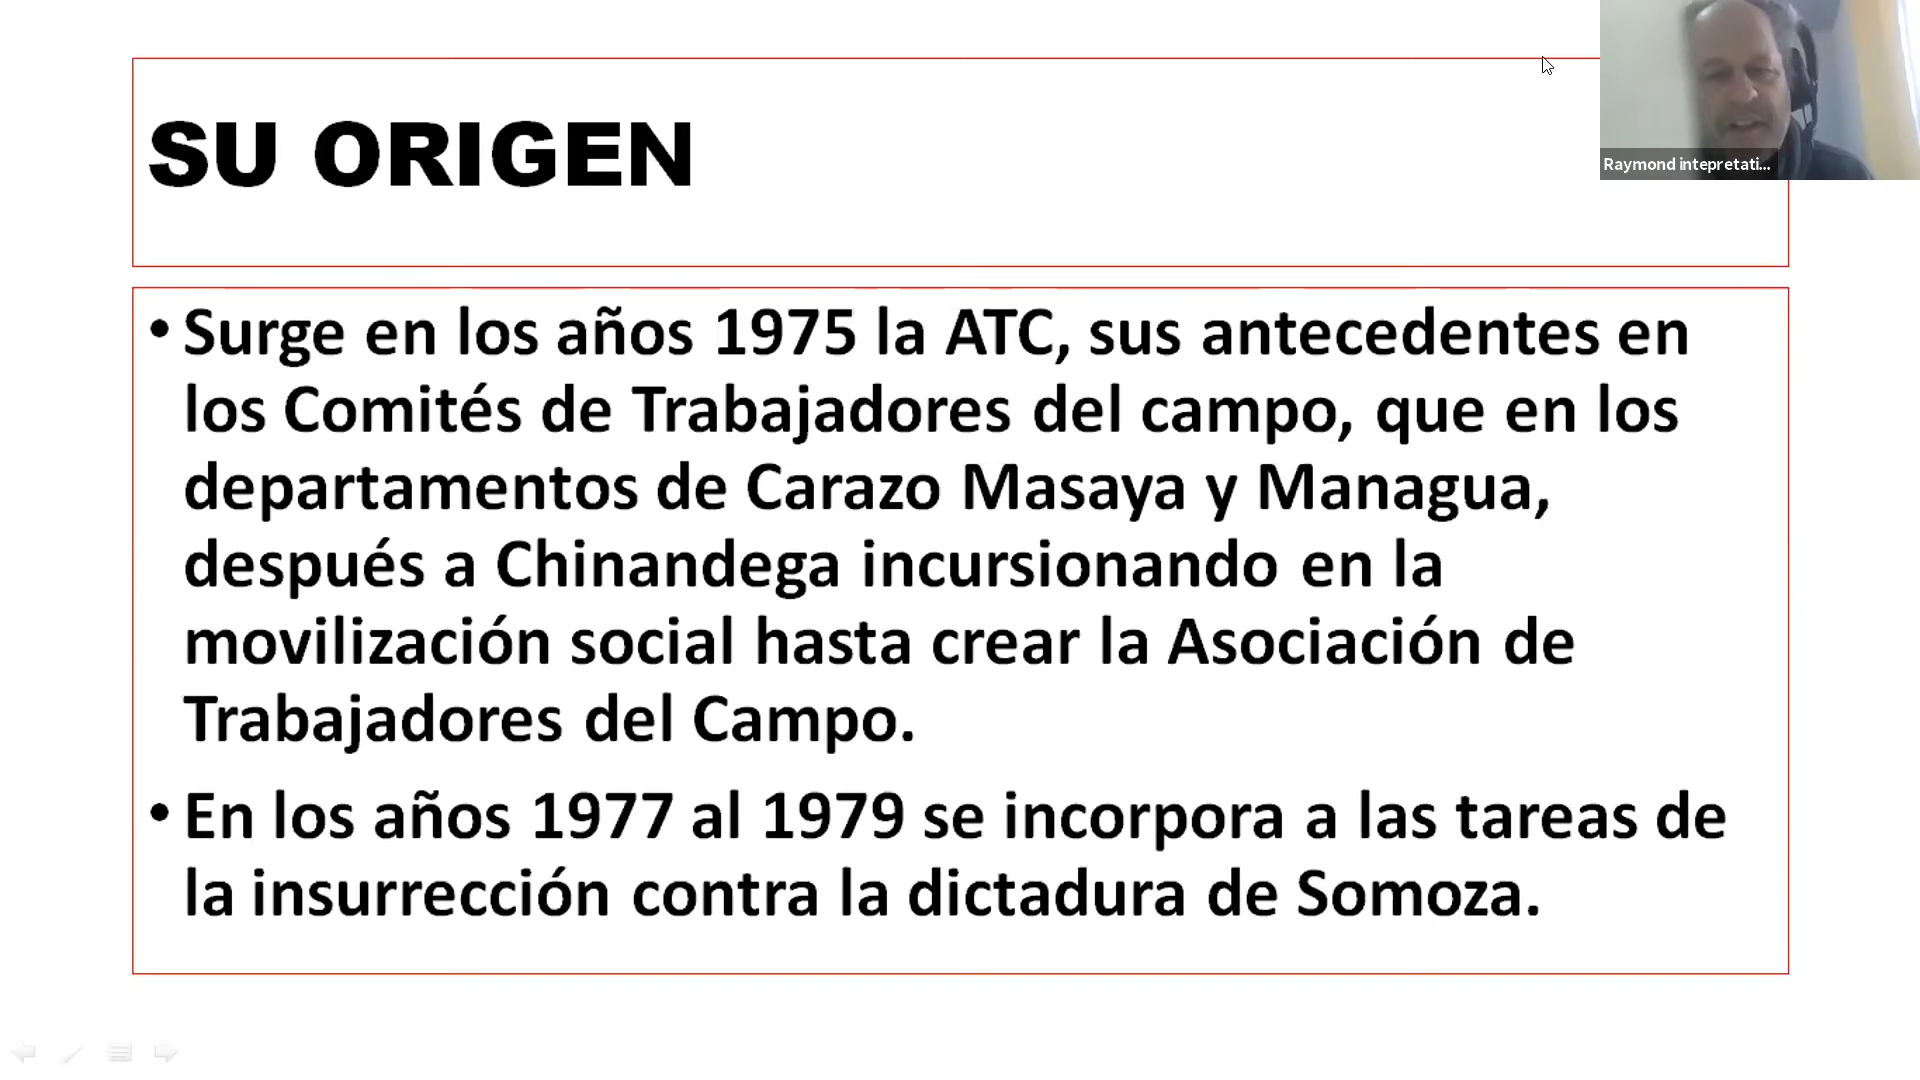 SU ORIGEN
Raymond intepretati...
• Surge en los años 1975 la ATC, sus antecedentes en
los Comités de Trabajadores del campo, que en los
departamentos de Carazo Masaya y Managua,
después a Chinandega incursionando en la
movilización social hasta crear la Asociación de
Trabajadores del Campo.
• En los años 1977 al 1979 se incorpora a las tareas de
la insurrección contra la dictadura de Somoza.